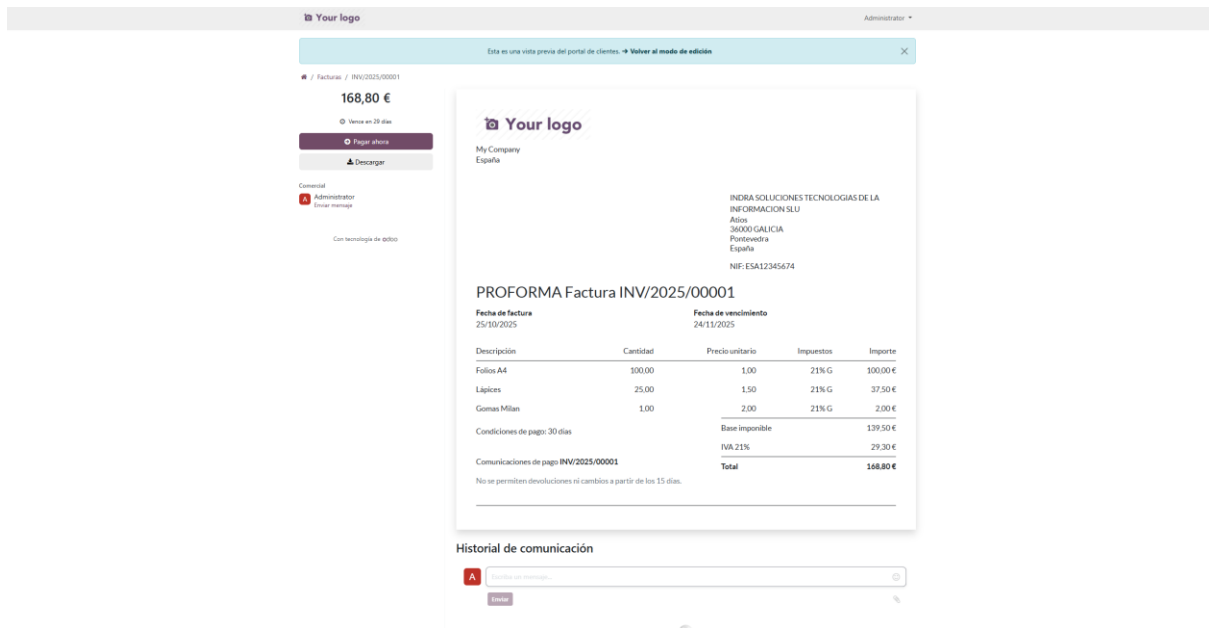 Your logo
Administrator
Esta es una vista previa del portal de clientes. → Volver al modo de edición
/ Facturas / INV/2025/00001
168,80 €
Vence en 29 días
Pagar ahora
Descargar
Comercial
A Administrator
Enviar mensaje
Con tecnología de odoo
Your logo
My Company
España
INDRA SOLUCIONES TECNOLOGIAS DE LA
INFORMACION SLU
Atios
36000 GALICIA
Pontevedra
España
NIF: ESA12345674
PROFORMA Factura INV/2025/00001
Fecha de factura Fecha de vencimiento
25/10/2025 24/11/2025
Descripción Cantidad Precio unitario Impuestos Importe
Folios A4 100,00 1,00 21% G 100,00 €
Lápices 25,00 1,50 21% G 37,50 €
Gomas Milan 1,00 2,00 21% G 2,00 €
Condiciones de pago: 30 días
Base imponible 139,50 €
IVA 21% 29,30 €
Comunicaciones de pago INV/2025/00001
Total 168,80 €
No se permiten devoluciones ni cambios a partir de los 15 días.
Historial de comunicación
A Escriba un mensaje...
Enviar